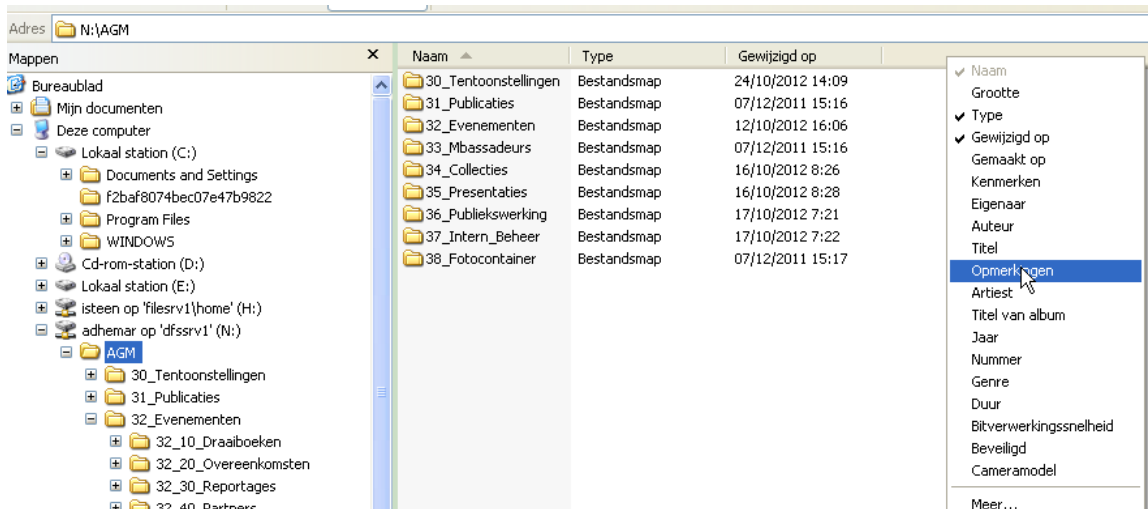 Adres N:\AGM
Mappen
Bureaublad
Mijn documenten
Deze computer
Lokaal station (C:)
Documents and Settings
f2baf8074bec07e47b9822
Program Files
WINDOWS
Cd-rom-station (D:)
Lokaal station (E:)
isteen op 'filesrv1\home' (H:)
adhemar op 'dfssrv1' (N:)
AGM
30_Tentoonstellingen
31_Publicaties
32_Evenementen
32_10_Draaiboeken
32_20_Overeenkomsten
32_30_Reportages
32_40_Partners
Naam Type Gewijzigd op
30_Tentoonstellingen Bestandsmap 24/10/2012 14:09
31_Publicaties Bestandsmap 07/12/2011 15:16
32_Evenementen Bestandsmap 12/10/2012 16:06
33_Mbassadeurs Bestandsmap 07/12/2011 15:16
34_Collecties Bestandsmap 16/10/2012 8:26
35_Presentaties Bestandsmap 16/10/2012 8:28
36_Publiekswerking Bestandsmap 17/10/2012 7:21
37_Intern_Beheer Bestandsmap 17/10/2012 7:22
38_Fotocontainer Bestandsmap 07/12/2011 15:17
Naam
Grootte
Type
Gewijzigd op
Gemaakt op
Kenmerken
Eigenaar
Auteur
Titel
Opmerkingen
Artiest
Titel van album
Jaar
Nummer
Genre
Duur
Bitverwerkingssnelheid
Beveiligd
Cameramodel
Meer...